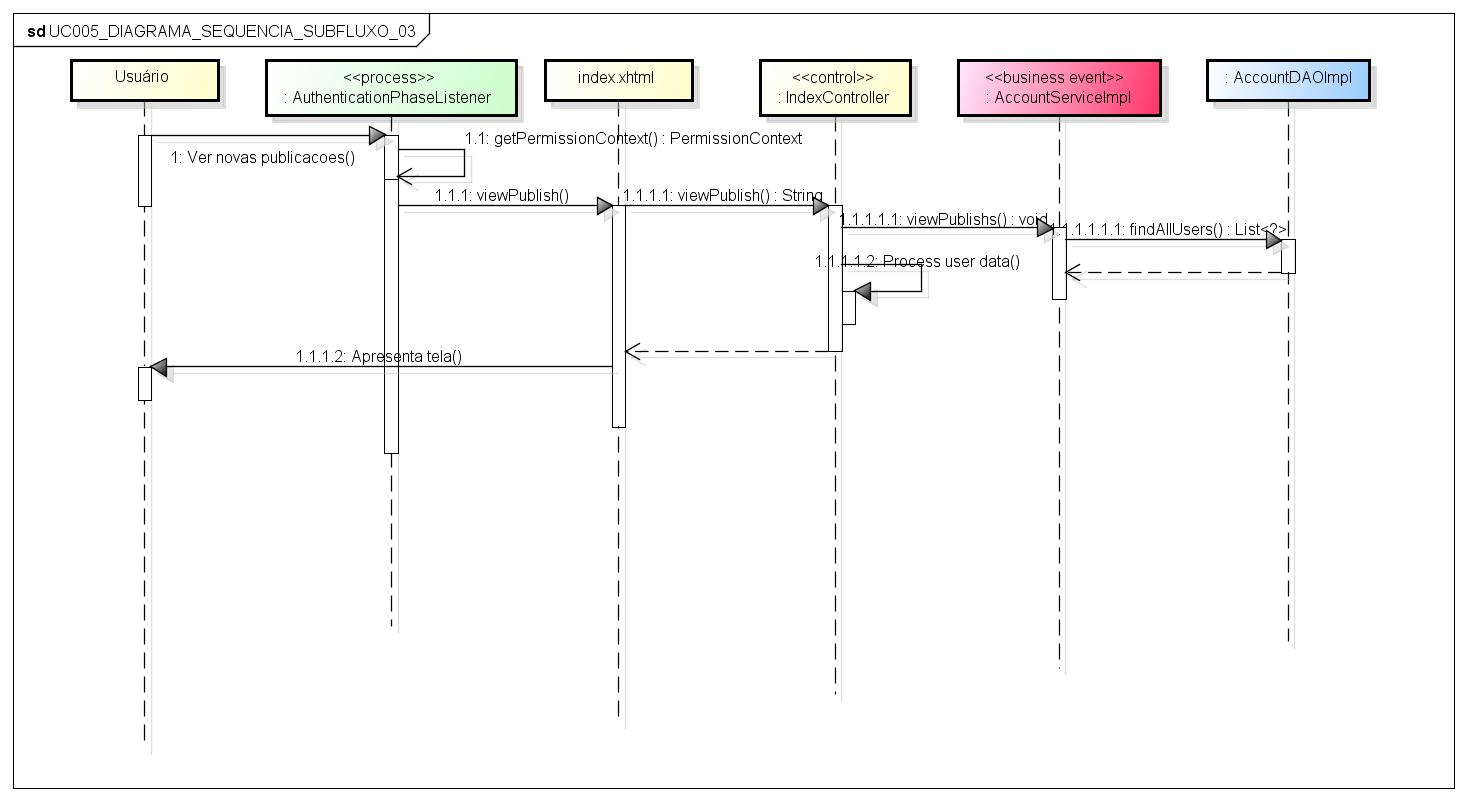 sd UC005_DIAGRAMA_SEQUENCIA_SUBFLUXO_03
Usuário
<<process>>
: AuthenticationPhaseListener
index.xhtml
<<control>>
: IndexController
<<business event>>
: AccountServiceImpl
: AccountDAOImpl
1: Ver novas publicacoes()
1.1: getPermissionContext() : PermissionContext
1.1.1: viewPublish()
1.1.1.1: viewPublish() : String
1.1.1.1.1: viewPublishs() : void
1.1.1.1.1.1: findAllUsers() : List<?>
1.1.1.1.2: Process user data()
1.1.1.2: Apresenta tela()